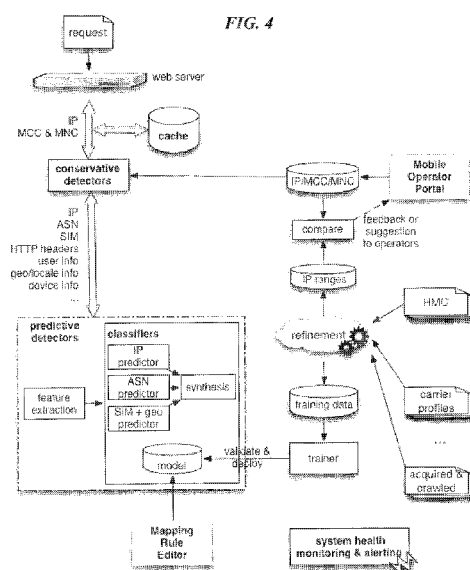 FIG. 4
request
web server
IP
MCC & MNC
cache
conservative
detectors
IP/MCC/MNC
Mobile
Operator
Portal
compare
feedback or
suggestion
to operators
IP
ASN
SIM
HTTP headers
user info
geo/locale info
device info
...
IP ranges
HMC
refinement
predictive
detectors
classifiers
IP
predictor
feature
extraction
ASN
predictor
synthesis
SIM + geo
predictor
training data
carrier
profiles
...
model
validate &
deploy
trainer
acquired &
crawled
Mapping
Rule
Editor
system health
monitoring & alerting